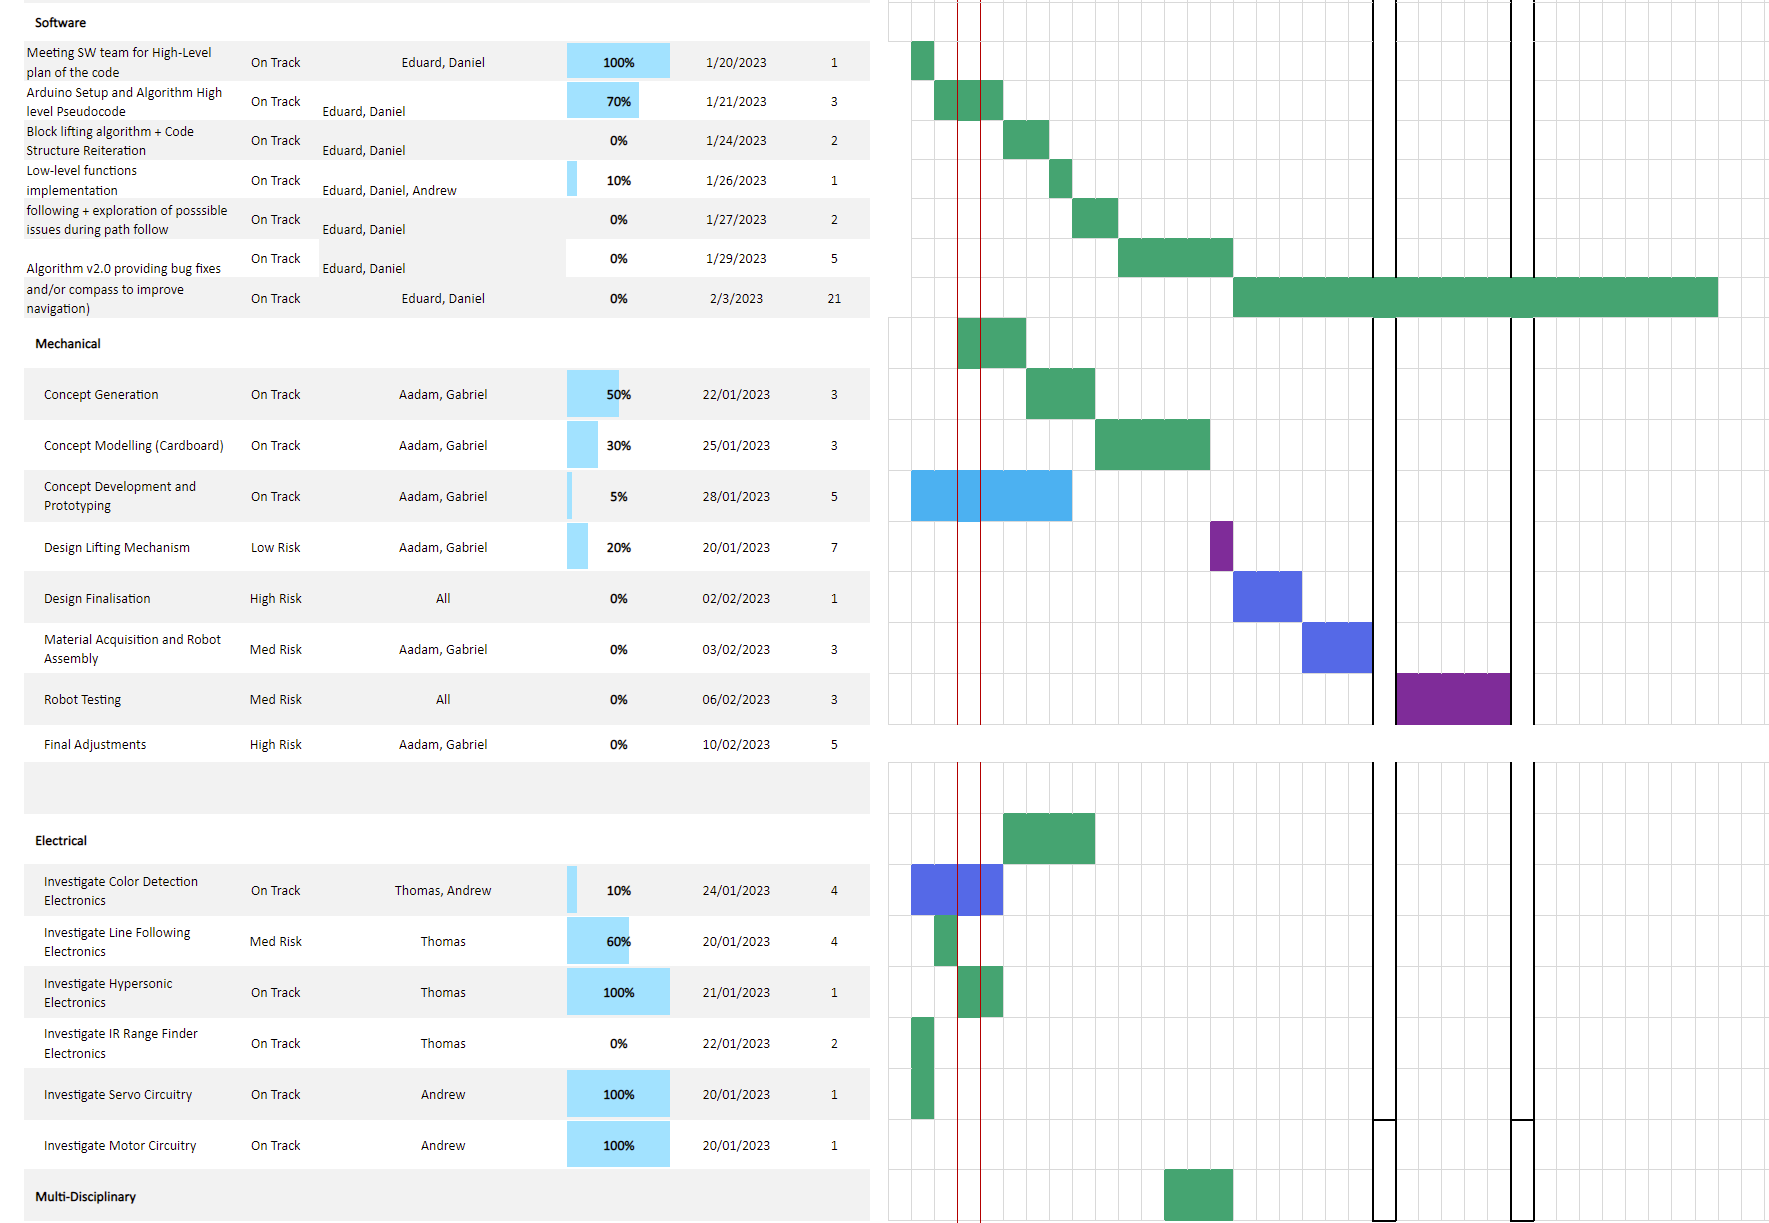 Software
Meeting SW team for High-Level
plan of the code
On Track Eduard, Daniel 100% 1/20/2023 1
Arduino Setup and Algorithm High
level Pseudocode
On Track Eduard, Daniel 70% 1/21/2023 3
Block lifting algorithm + Code
Structure Reiteration
On Track Eduard, Daniel 0% 1/24/2023 2
Low-level functions
implementation
On Track Eduard, Daniel, Andrew 10% 1/26/2023 1
following + exploration of posssible
issues during path follow
On Track Eduard, Daniel 0% 1/27/2023 2
Algorithm v2.0 providing bug fixes
On Track Eduard, Daniel 0% 1/29/2023 5
and/or compass to improve
navigation)
On Track Eduard, Daniel 0% 2/3/2023 21
Mechanical
Concept Generation On Track Aadam, Gabriel 50% 22/01/2023 3
Concept Modelling (Cardboard) On Track Aadam, Gabriel 30% 25/01/2023 3
Concept Development and
Prototyping
On Track Aadam, Gabriel 5% 28/01/2023 5
Design Lifting Mechanism Low Risk Aadam, Gabriel 20% 20/01/2023 7
Design Finalisation High Risk All 0% 02/02/2023 1
Material Acquisition and Robot
Assembly
Med Risk Aadam, Gabriel 0% 03/02/2023 3
Robot Testing Med Risk All 0% 06/02/2023 3
Final Adjustments High Risk Aadam, Gabriel 0% 10/02/2023 5
Electrical
Investigate Color Detection
Electronics
On Track Thomas, Andrew 10% 24/01/2023 4
Investigate Line Following
Electronics
Med Risk Thomas 60% 20/01/2023 4
Investigate Hypersonic
Electronics
On Track Thomas 100% 21/01/2023 1
Investigate IR Range Finder
Electronics
On Track Thomas 0% 22/01/2023 2
Investigate Servo Circuitry On Track Andrew 100% 20/01/2023 1
Investigate Motor Circuitry On Track Andrew 100% 20/01/2023 1
Multi-Disciplinary